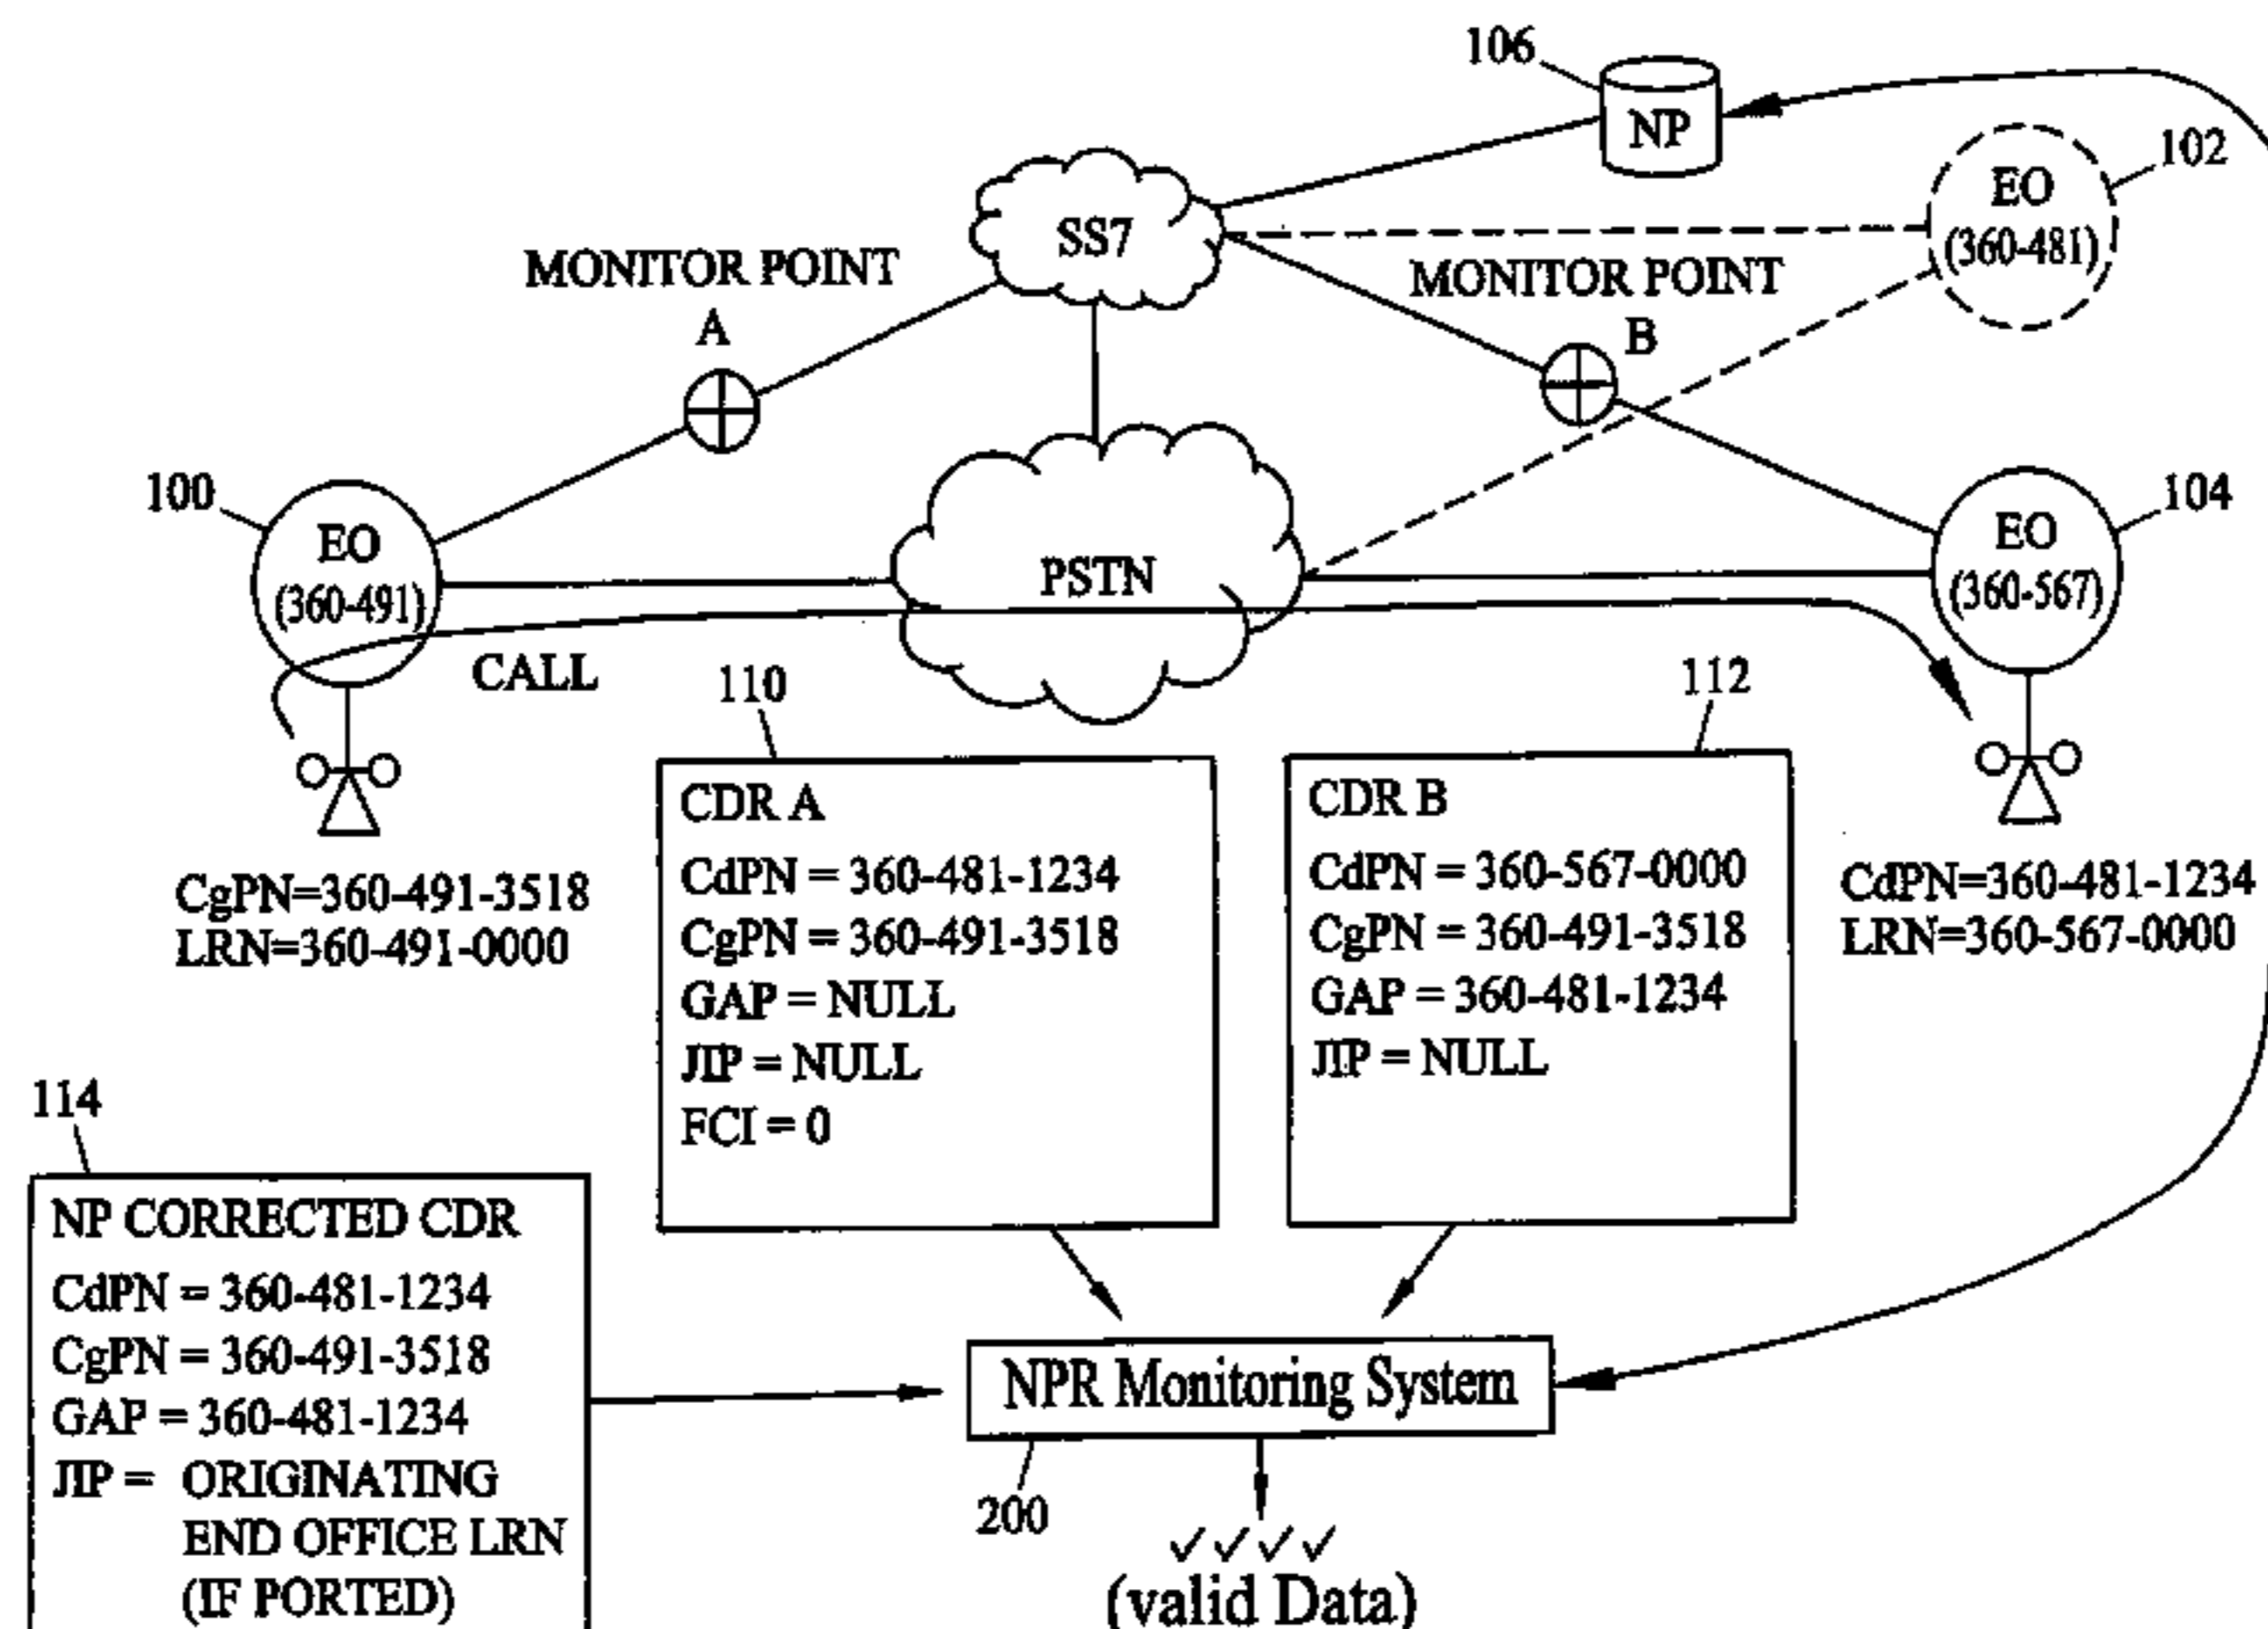 106
NP
102
EO
(360-481)
SS7
MONITOR POINT
A
MONITOR POINT
B
100
EO
(360-491)
PSTN
104
EO
(360-567)
CALL
110
112
CgPN=360-491-3518
LRN=360-491-0000
CDR A
CdPN = 360-481-1234
CgPN = 360-491-3518
GAP = NULL
JIP = NULL
FCI = 0
CDR B
CdPN = 360-567-0000
CgPN = 360-491-3518
GAP = 360-481-1234
JIP = NULL
CdPN=360-481-1234
LRN=360-567-0000
114
NP CORRECTED CDR
CdPN = 360-481-1234
CgPN = 360-491-3518
GAP = 360-481-1234
JIP = ORIGINATING
END OFFICE LRN
(IF PORTED)
NPR Monitoring System
200
(valid Data)